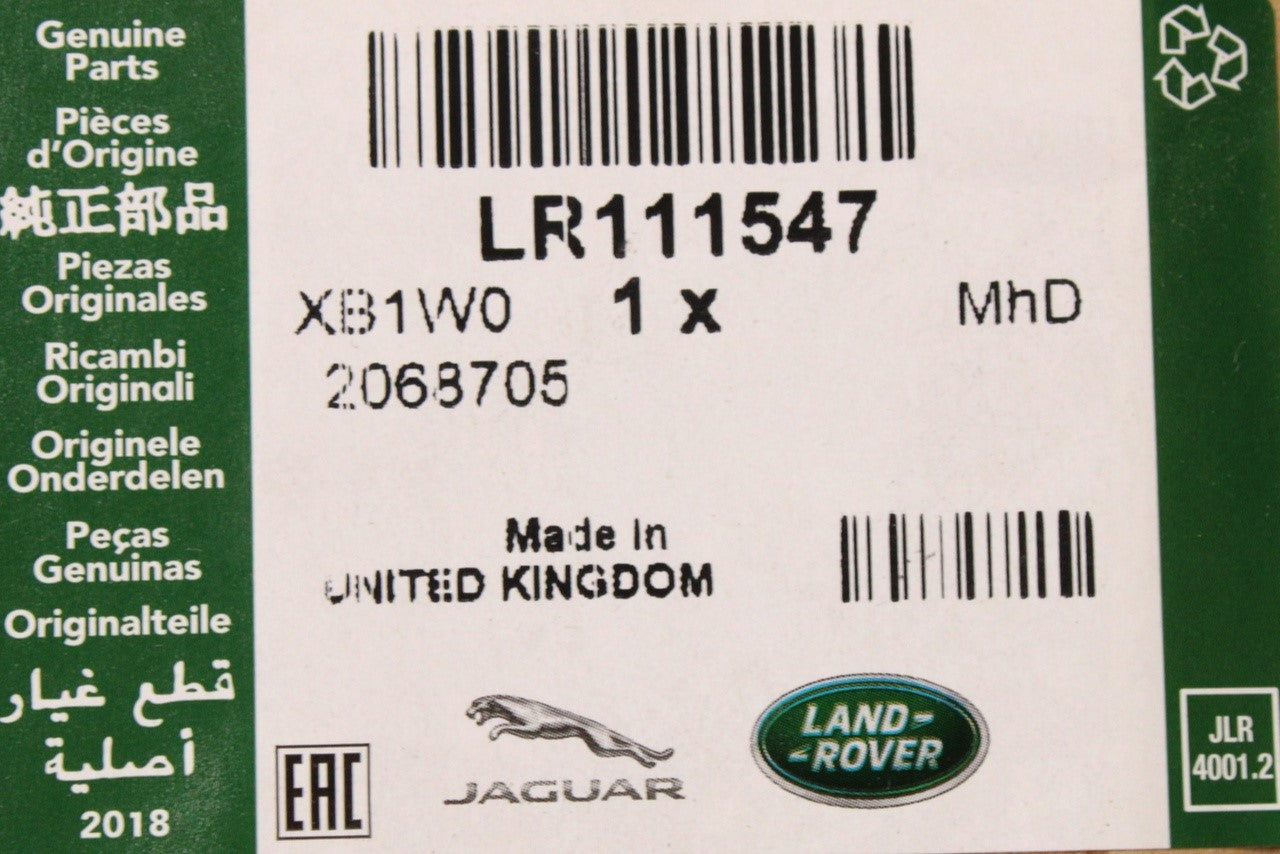 Genuine
Parts
Pièces
d'Origine
純正部品
Piezas
Originales
Ricambi
Originali
Originele
Onderdelen
Peças
Genuinas
Originalteile
قطع غيار
أصلية
2018
LR111547
XB1W0 1 x MhD
2068705
Made In
UNITED KINGDOM
EAC
JAGUAR
LAND-
-ROVER
JLR
4001.2